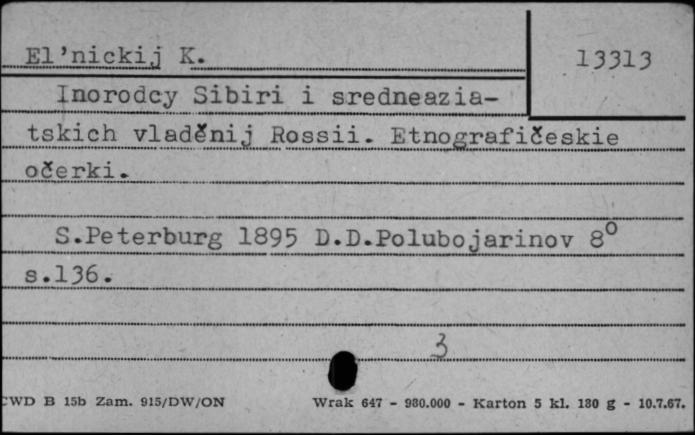 El'nickij K.
13313
Inorodcy Sibiri i sredneazia-
tskich vladěnij Rossii. Etnografičeskie
očerki.
S.Peterburg 1895 D.D.Polubojarinov 8°
s.136.
3
CWD B 15b Zam. 915/DW/ON Wrak 647 - 980.000 - Karton 5 kl. 180 g - 10.7.67.